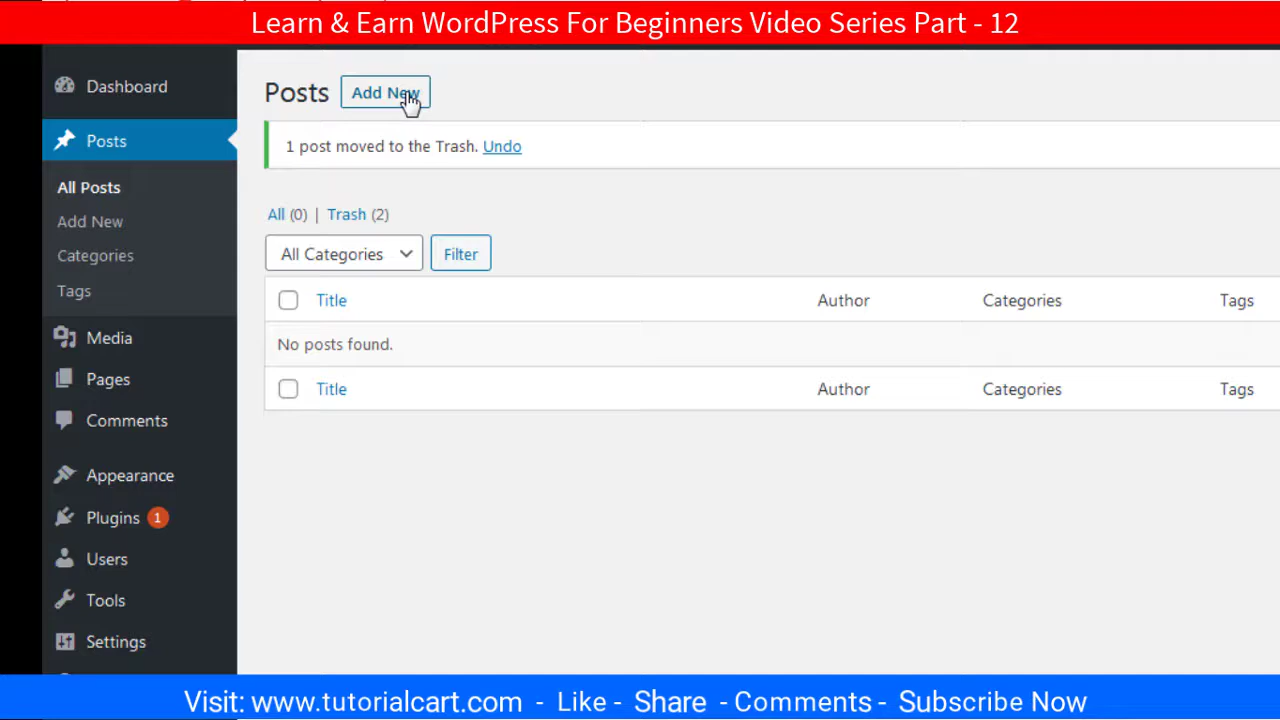 Learn & Earn WordPress For Beginners Video Series Part - 12
Dashboard
Posts
All Posts
Add New
Categories
Tags
Media
Pages
Comments
Appearance
Plugins 1
Users
Tools
Settings
Posts Add New
1 post moved to the Trash. Undo
All (0) | Trash (2)
All Categories Filter
Title Author Categories Tags
No posts found.
Title Author Categories Tags
Visit: www.tutorialcart.com - Like - Share - Comments - Subscribe Now